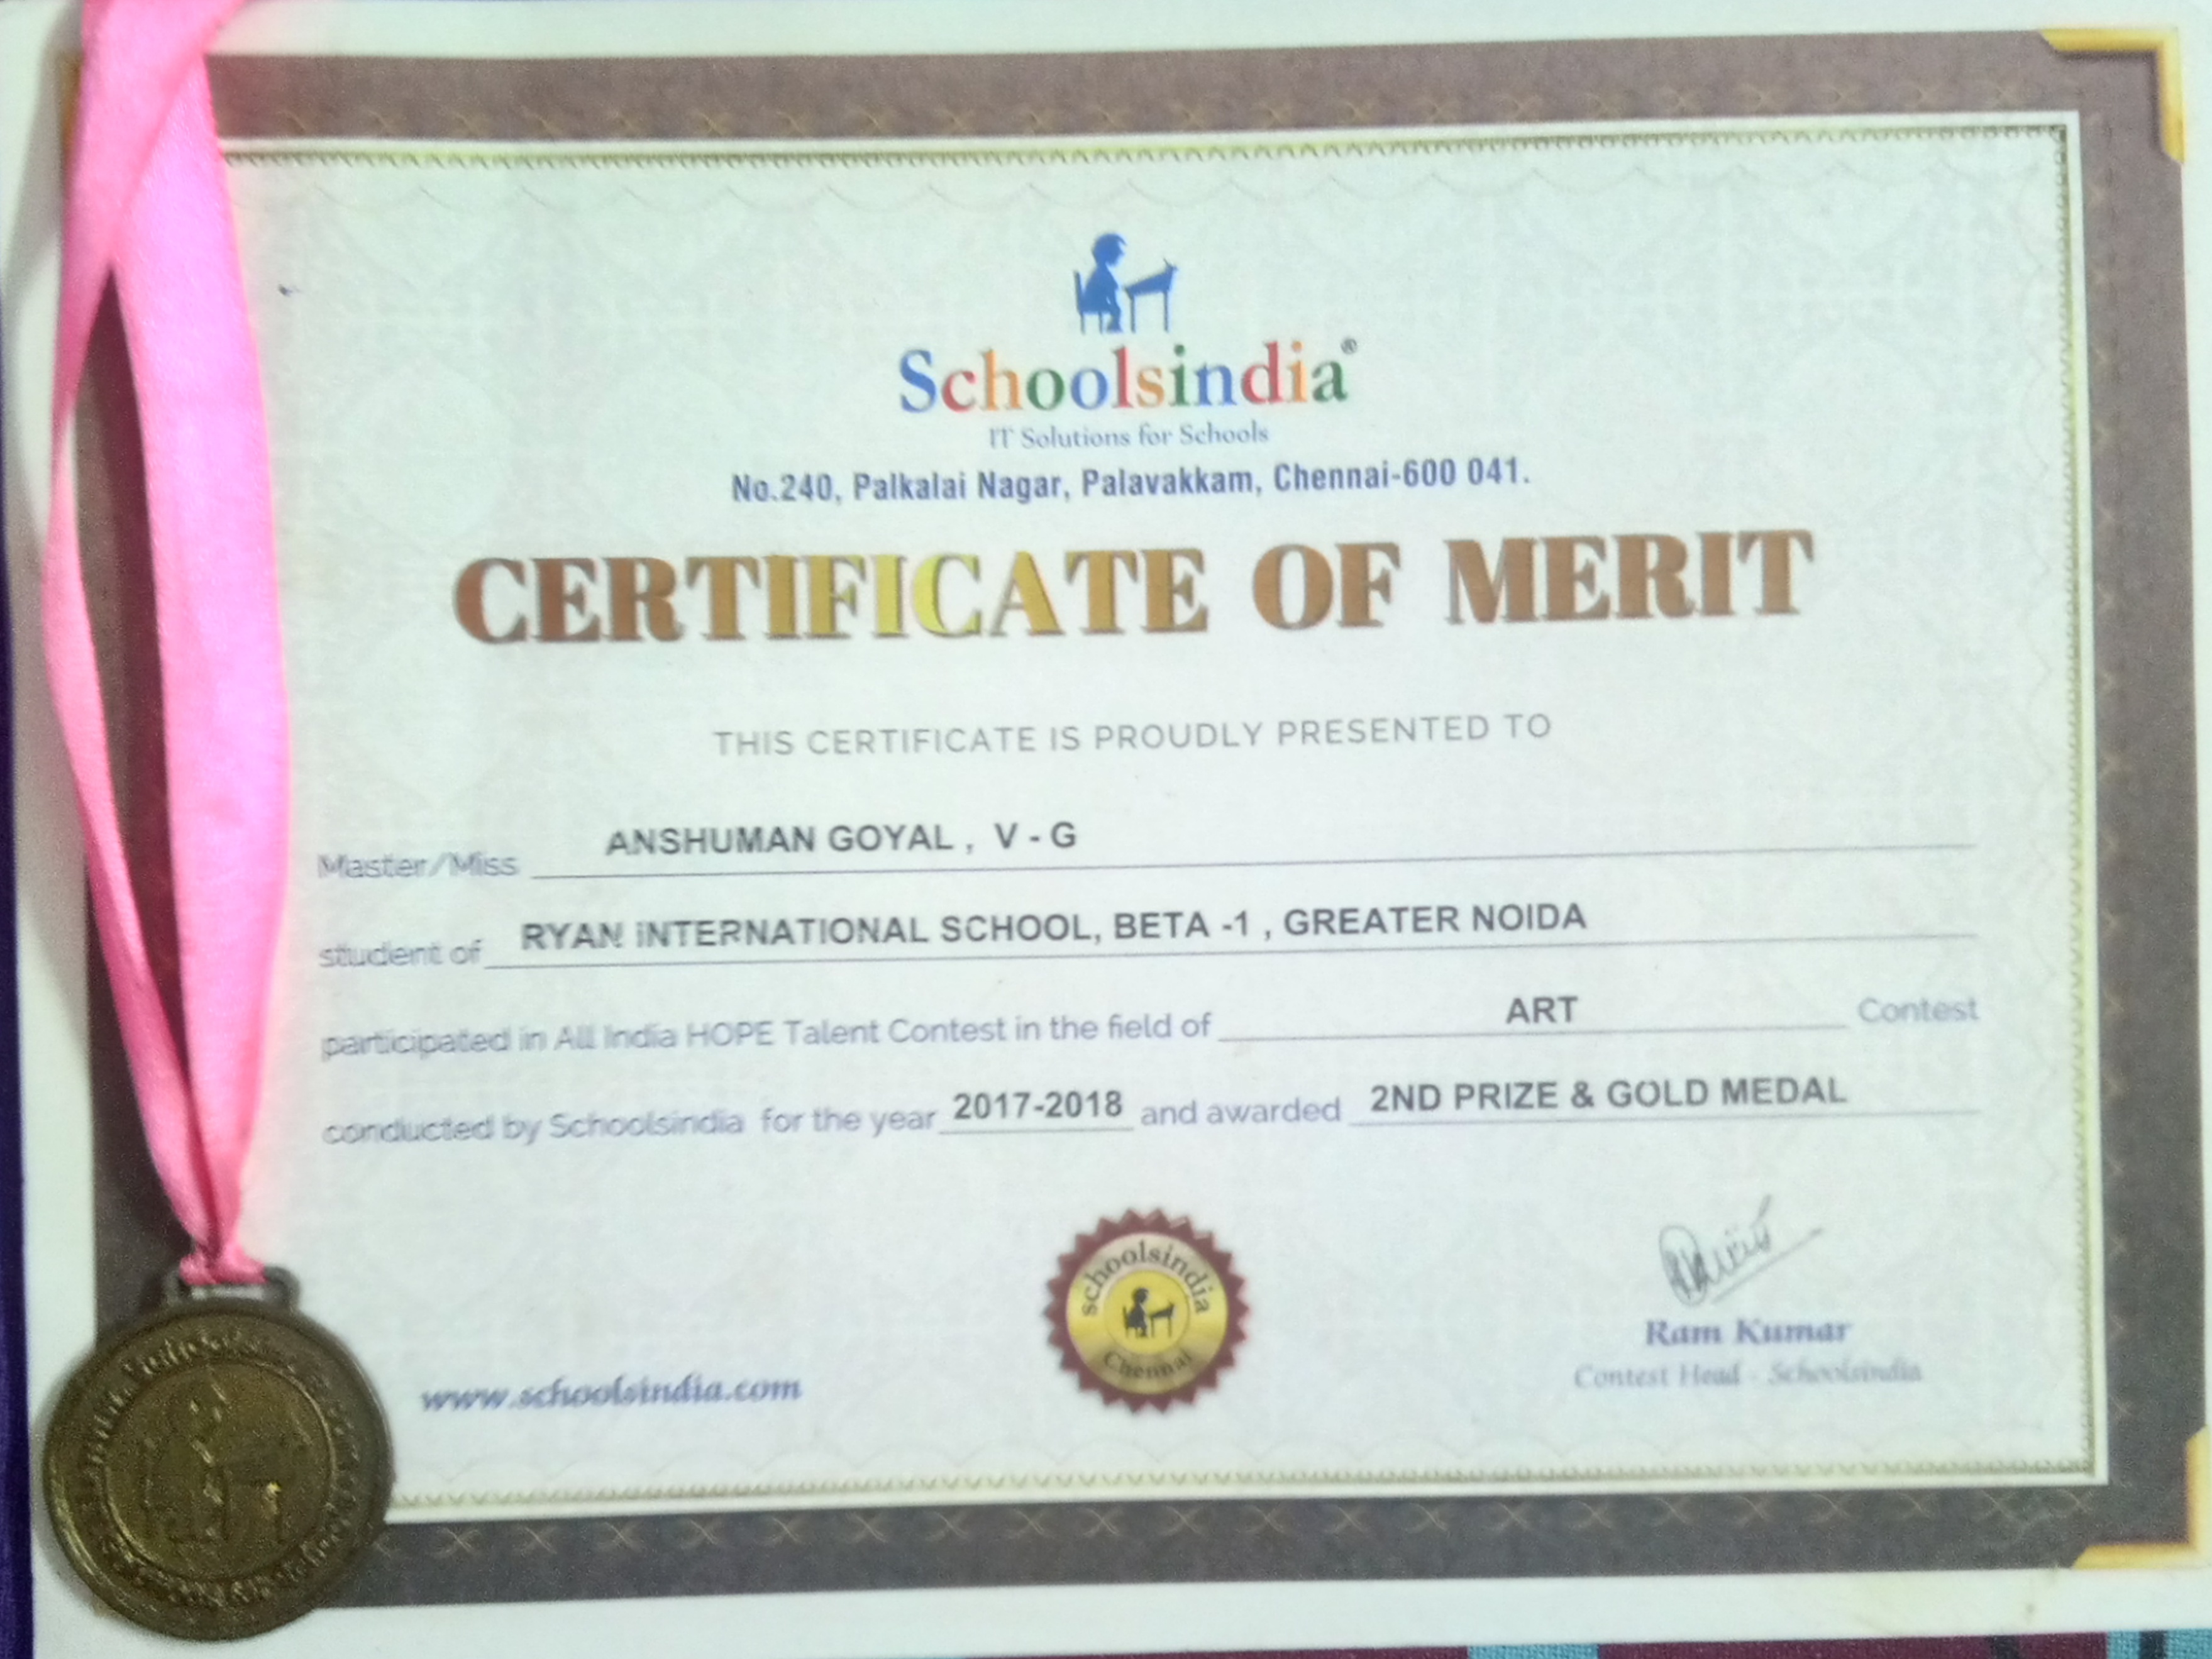 Schoolsindia®
IT Solutions for Schools
No.240, Palkalai Nagar, Palavakkam, Chennai-600 041.
CERTIFICATE OF MERIT
THIS CERTIFICATE IS PROUDLY PRESENTED TO
Master/Miss ANSHUMAN GOYAL , V - G
student of RYAN INTERNATIONAL SCHOOL, BETA -1 , GREATER NOIDA
participated in All India HOPE Talent Contest in the field of ART Contest
conducted by Schoolsindia for the year 2017-2018 and awarded 2ND PRIZE & GOLD MEDAL
schoolsindia
Chennai
Ram Kumar
Contest Head - Schoolsindia
www.schoolsindia.com